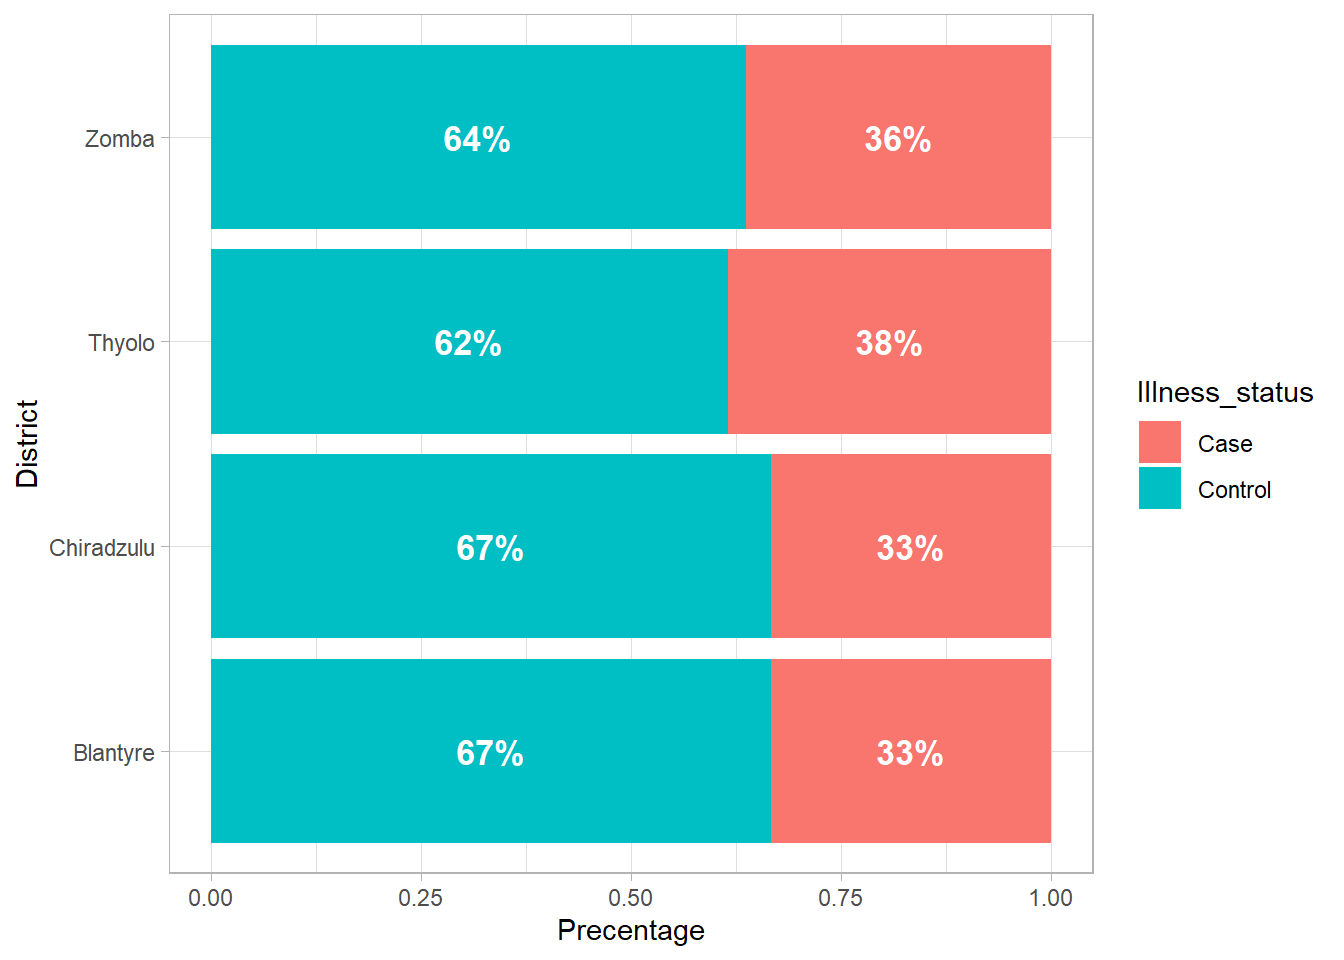 District
Zomba
64%
36%
Thyolo
62%
38%
Chiradzulu
67%
33%
Blantyre
67%
33%
0.00
0.25
0.50
0.75
1.00
Precentage
Illness_status
Case
Control